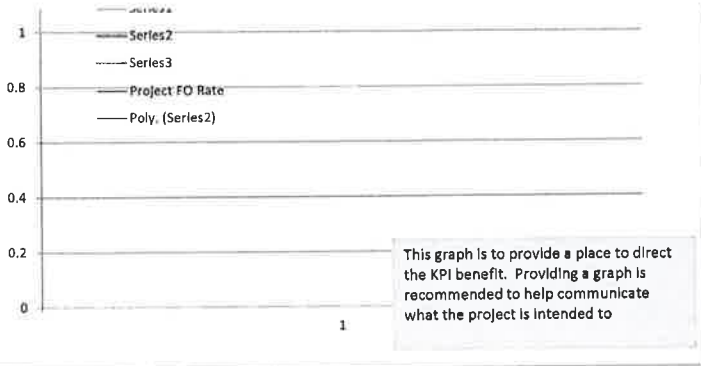 1
Series2
Series3
0.8
Project FO Rate
Poly. (Series2)
0.6
0.4
0.2
0
1
This graph is to provide a place to direct
the KPI benefit. Providing a graph is
recommended to help communicate
what the project is intended to